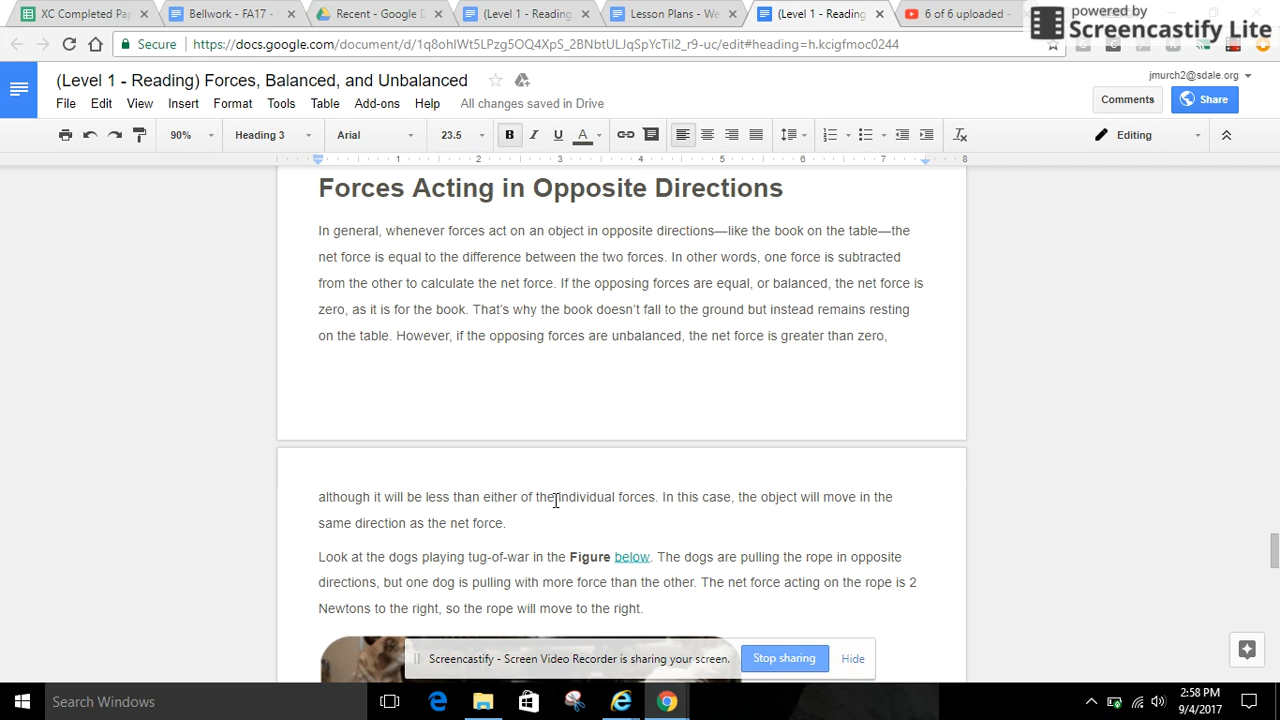 XC Completed Pap
Bellwork - FA17 -
Recent - Google D
(Level 1 - Reading
Lesson Plans - We
(Level 1 - Reading
6 of 6 uploaded -
powered by
Screencastify Lite
Secure
(Level 1 - Reading) Forces, Balanced, and Unbalanced
jmurch2@sdale.org
File Edit View Insert Format Tools Table Add-ons Help All changes saved in Drive
Comments
Share
90% Heading 3 Arial 23.5 B I U A Editing
1 2 3 4 5 6 7 8
Forces Acting in Opposite Directions
In general, whenever forces act on an object in opposite directions—like the book on the table—the
net force is equal to the difference between the two forces. In other words, one force is subtracted
from the other to calculate the net force. If the opposing forces are equal, or balanced, the net force is
zero, as it is for the book. That's why the book doesn't fall to the ground but instead remains resting
on the table. However, if the opposing forces are unbalanced, the net force is greater than zero,
although it will be less than either of the individual forces. In this case, the object will move in the
same direction as the net force.
Look at the dogs playing tug-of-war in the Figure below. The dogs are pulling the rope in opposite
directions, but one dog is pulling with more force than the other. The net force acting on the rope is 2
Newtons to the right, so the rope will move to the right.
Screencastify - Screen Video Recorder is sharing your screen.
Stop sharing
Hide
Search Windows
2:58 PM
9/4/2017